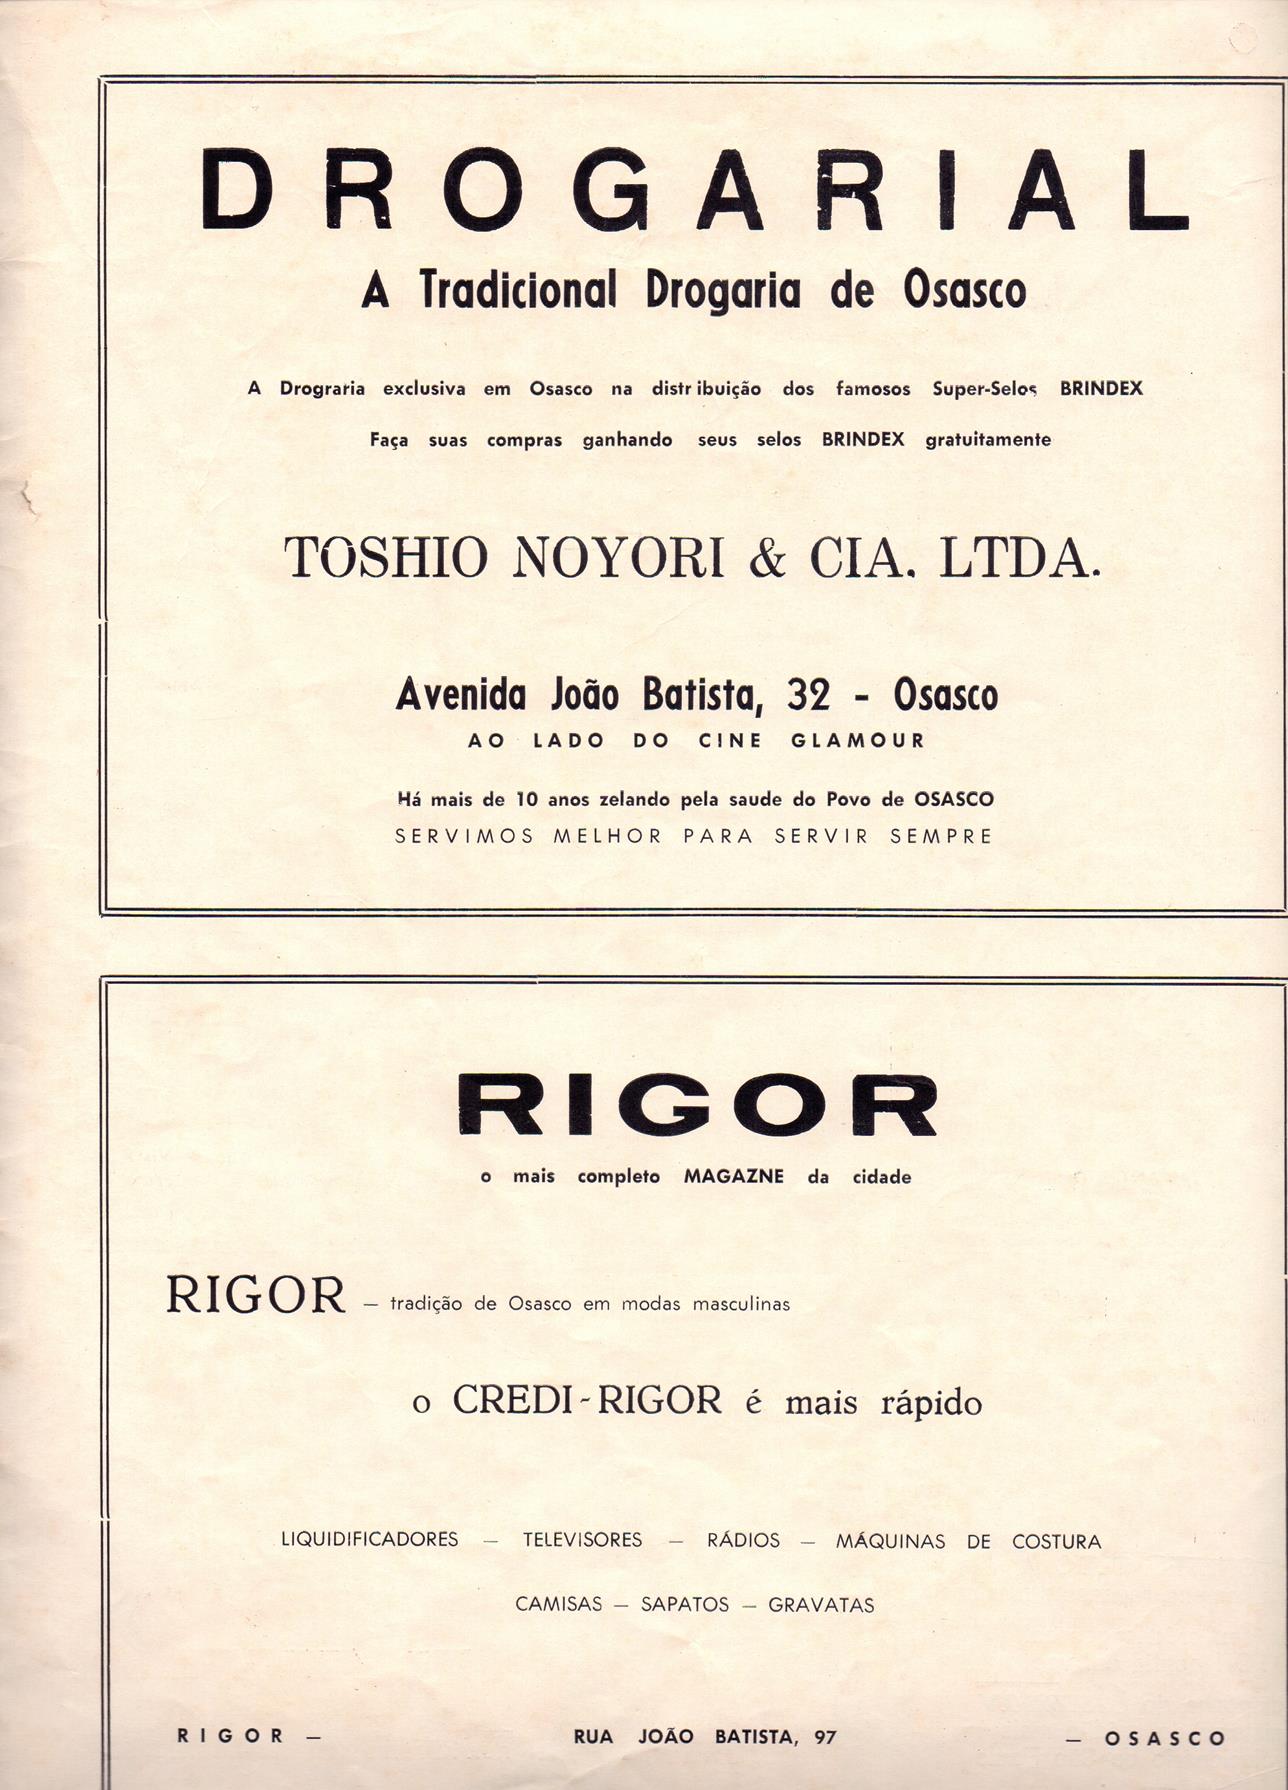 DROGARIAL
A Tradicional Drogaria de Osasco
A Drograria exclusiva em Osasco na distribuição dos famosos Super-Selos BRINDEX
Faça suas compras ganhando seus selos BRINDEX gratuitamente
TOSHIO NOYORI & CIA. LTDA.
Avenida João Batista, 32 - Osasco
AO LADO DO CINE GLAMOUR
Há mais de 10 anos zelando pela saude do Povo de OSASCO
SERVIMOS MELHOR PARA SERVIR SEMPRE
RIGOR
o mais completo MAGAZNE da cidade
RIGOR — tradição de Osasco em modas masculinas
o CREDI-RIGOR é mais rápido
LIQUIDIFICADORES — TELEVISORES — RÁDIOS — MÁQUINAS DE COSTURA
CAMISAS — SAPATOS — GRAVATAS
RIGOR — RUA JOÃO BATISTA, 97 — OSASCO